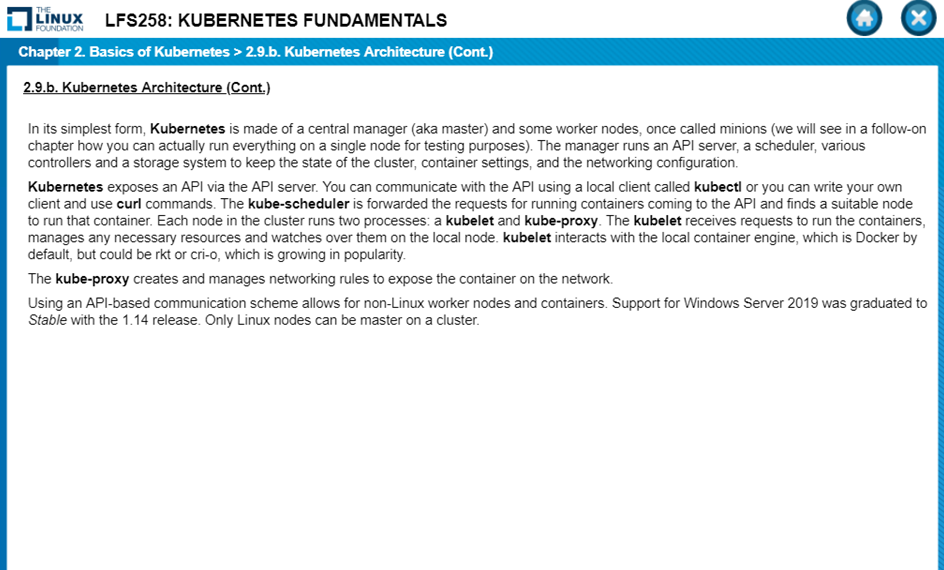 THE
LINUX
FOUNDATION
LFS258: KUBERNETES FUNDAMENTALS
Chapter 2. Basics of Kubernetes > 2.9.b. Kubernetes Architecture (Cont.)
2.9.b. Kubernetes Architecture (Cont.)
In its simplest form, Kubernetes is made of a central manager (aka master) and some worker nodes, once called minions (we will see in a follow-on
chapter how you can actually run everything on a single node for testing purposes). The manager runs an API server, a scheduler, various
controllers and a storage system to keep the state of the cluster, container settings, and the networking configuration.
Kubernetes exposes an API via the API server. You can communicate with the API using a local client called kubectl or you can write your own
client and use curl commands. The kube-scheduler is forwarded the requests for running containers coming to the API and finds a suitable node
to run that container. Each node in the cluster runs two processes: a kubelet and kube-proxy. The kubelet receives requests to run the containers,
manages any necessary resources and watches over them on the local node. kubelet interacts with the local container engine, which is Docker by
default, but could be rkt or cri-o, which is growing in popularity.
The kube-proxy creates and manages networking rules to expose the container on the network.
Using an API-based communication scheme allows for non-Linux worker nodes and containers. Support for Windows Server 2019 was graduated to
Stable with the 1.14 release. Only Linux nodes can be master on a cluster.